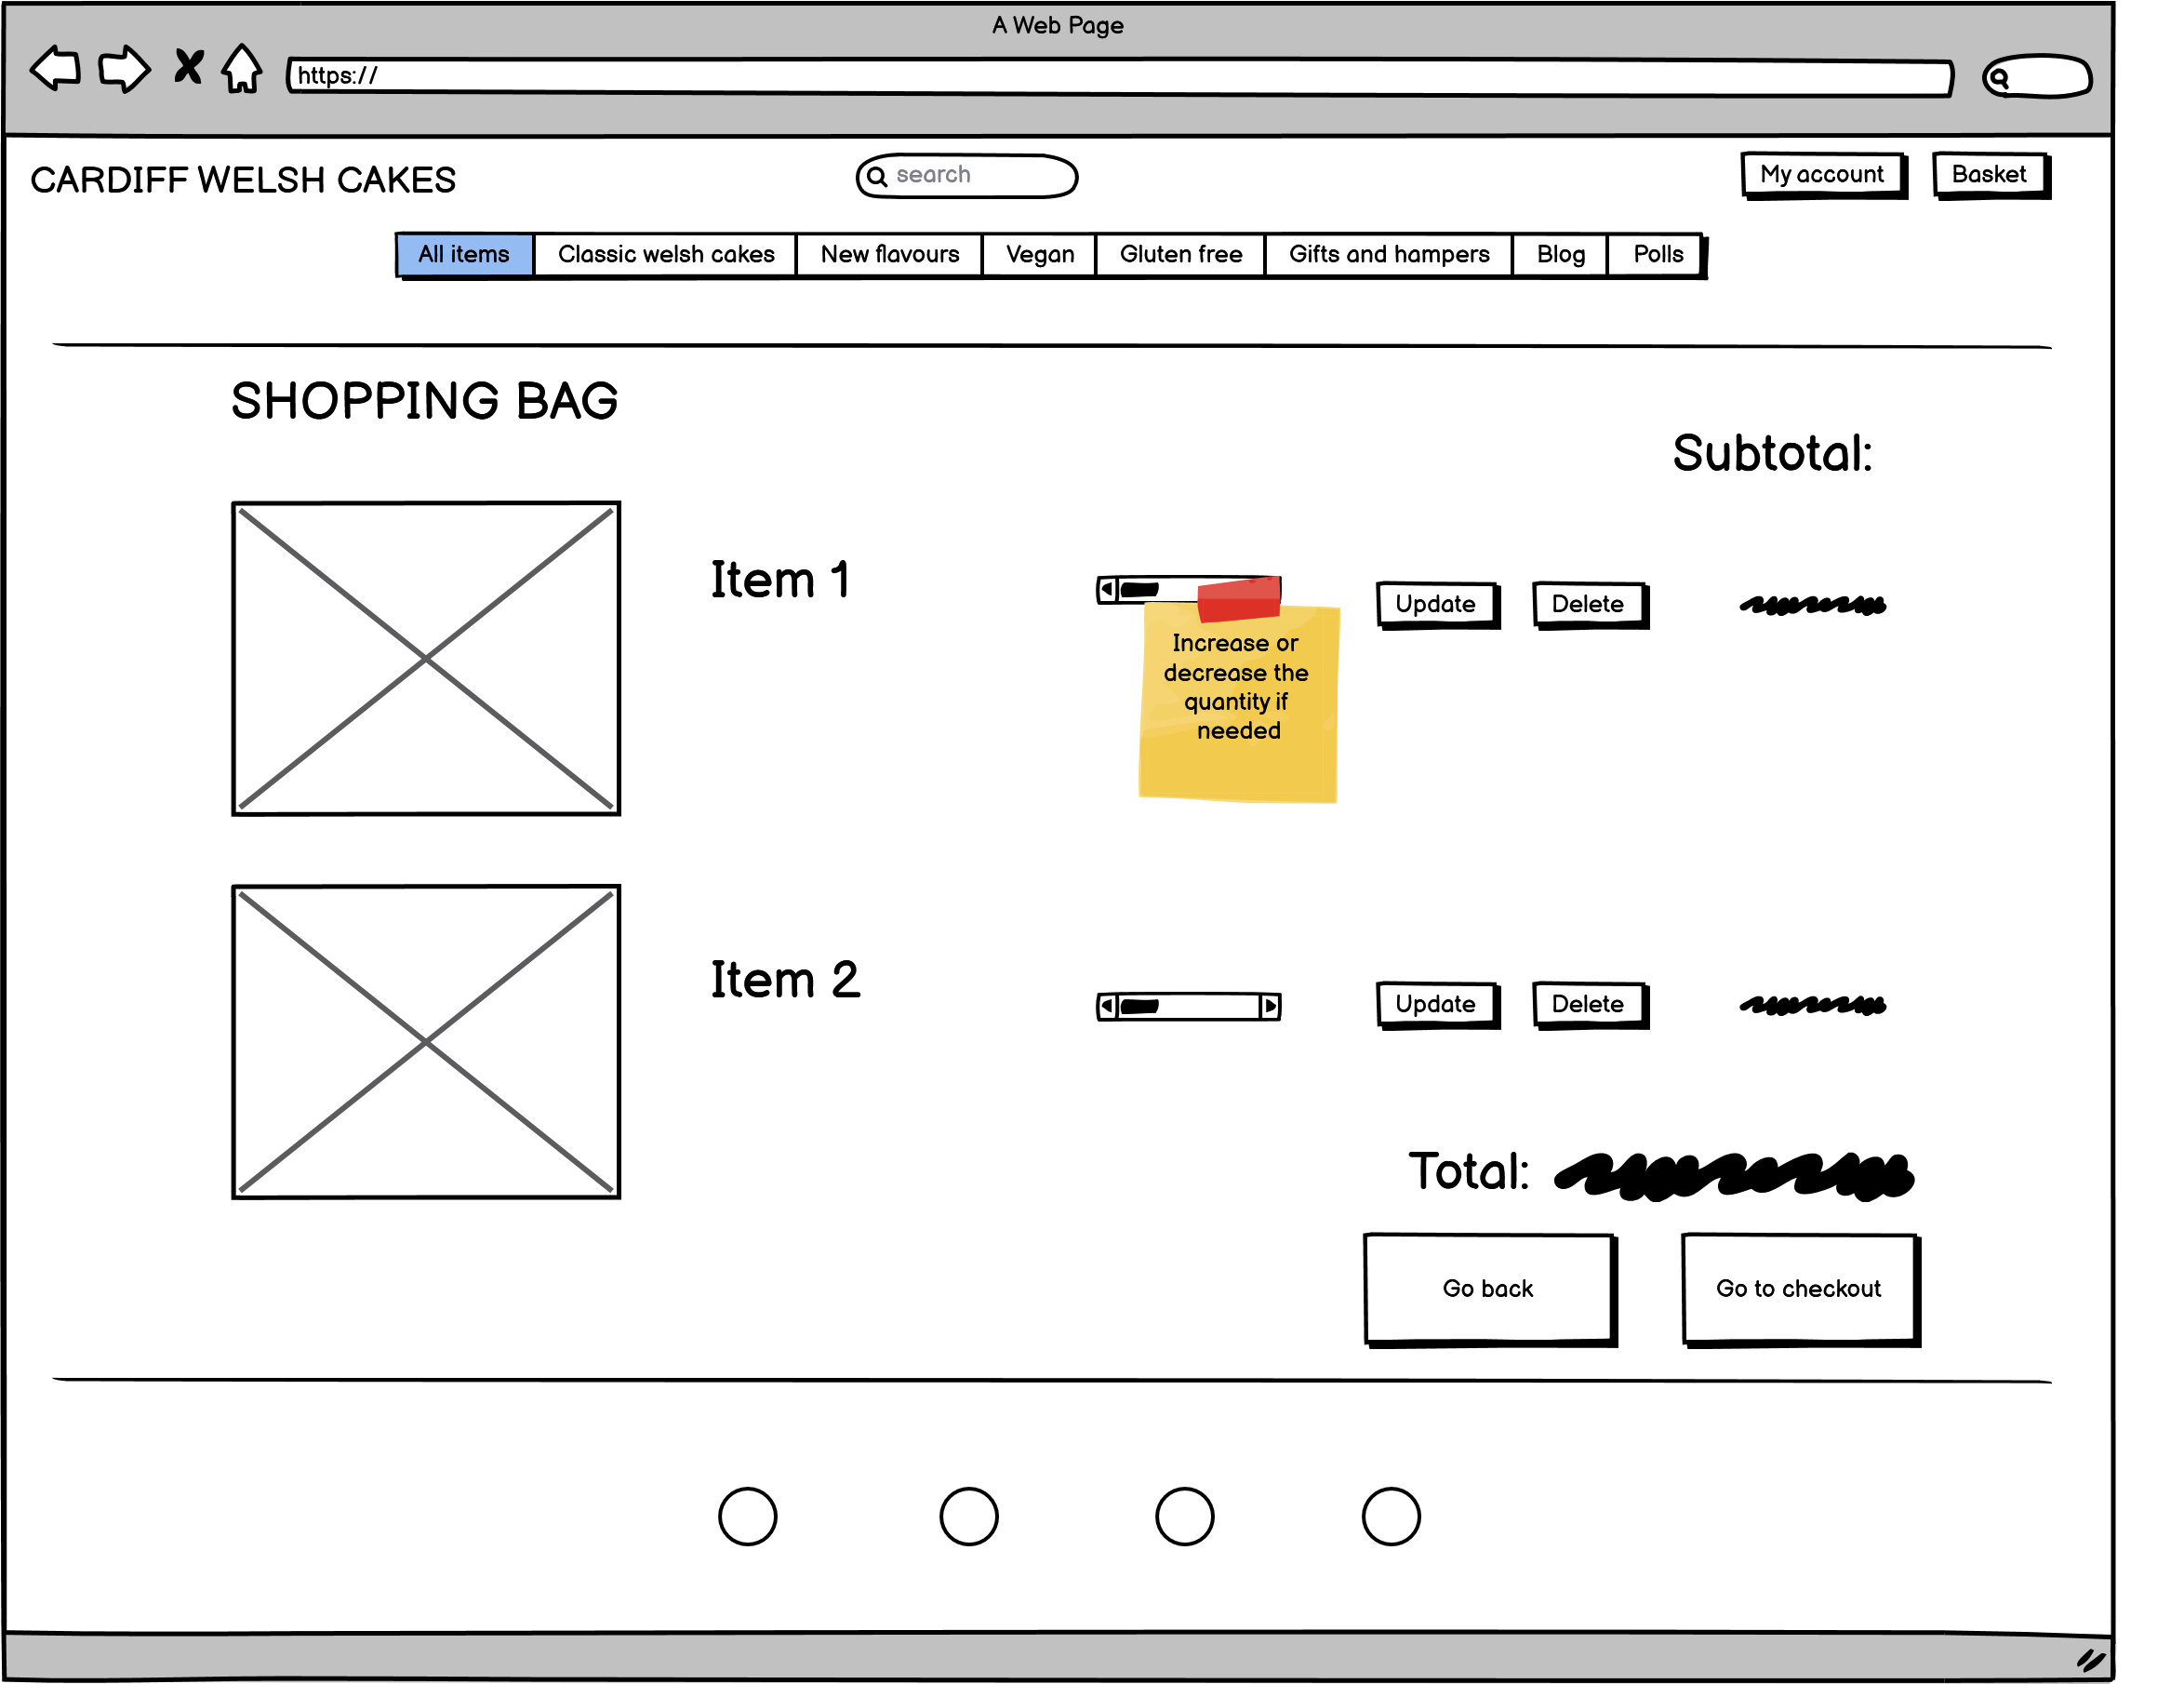 A Web Page
https://
CARDIFF WELSH CAKES
search
My account
Basket
All items
Classic welsh cakes
New flavours
Vegan
Gluten free
Gifts and hampers
Blog
Polls
SHOPPING BAG
Subtotal:
Item 1
Increase or
decrease the
quantity if
needed
Update
Delete
Item 2
Update
Delete
Total:
Go back
Go to checkout